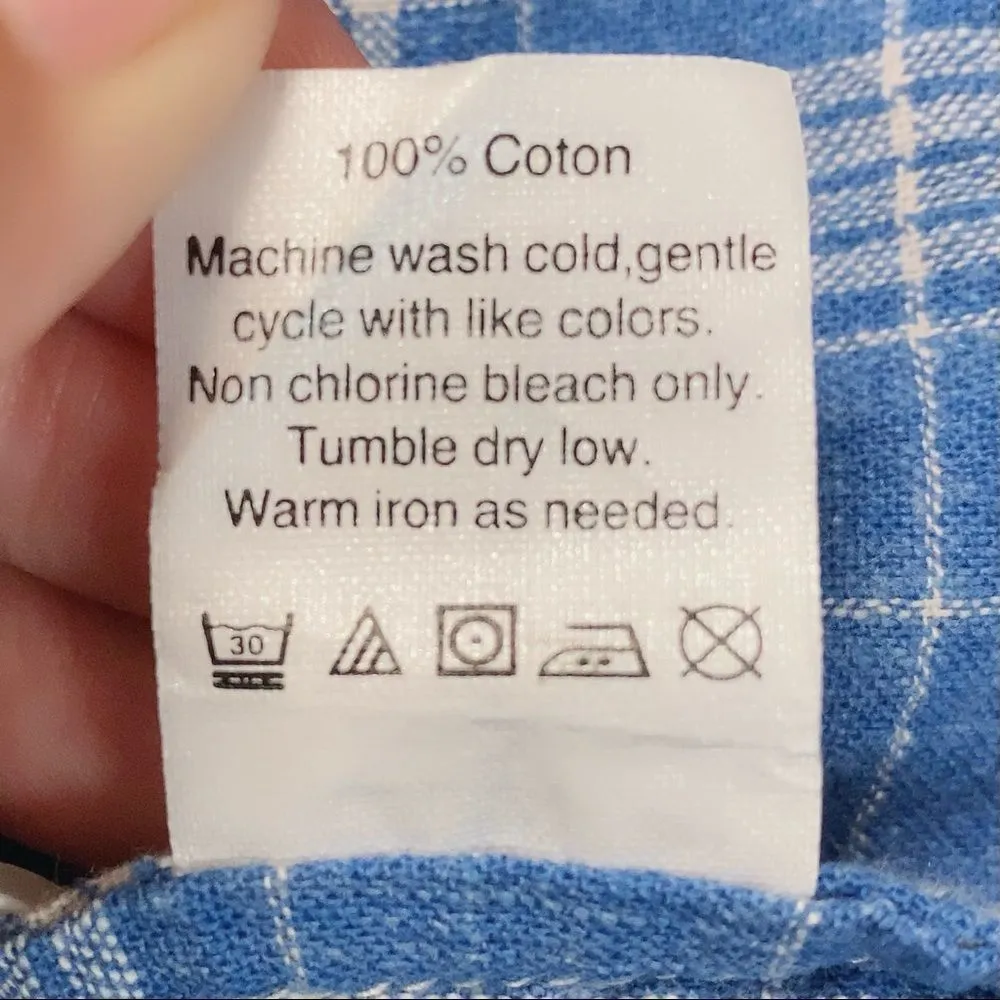 100% Coton
Machine wash cold,gentle
cycle with like colors.
Non chlorine bleach only.
Tumble dry low.
Warm iron as needed.
30